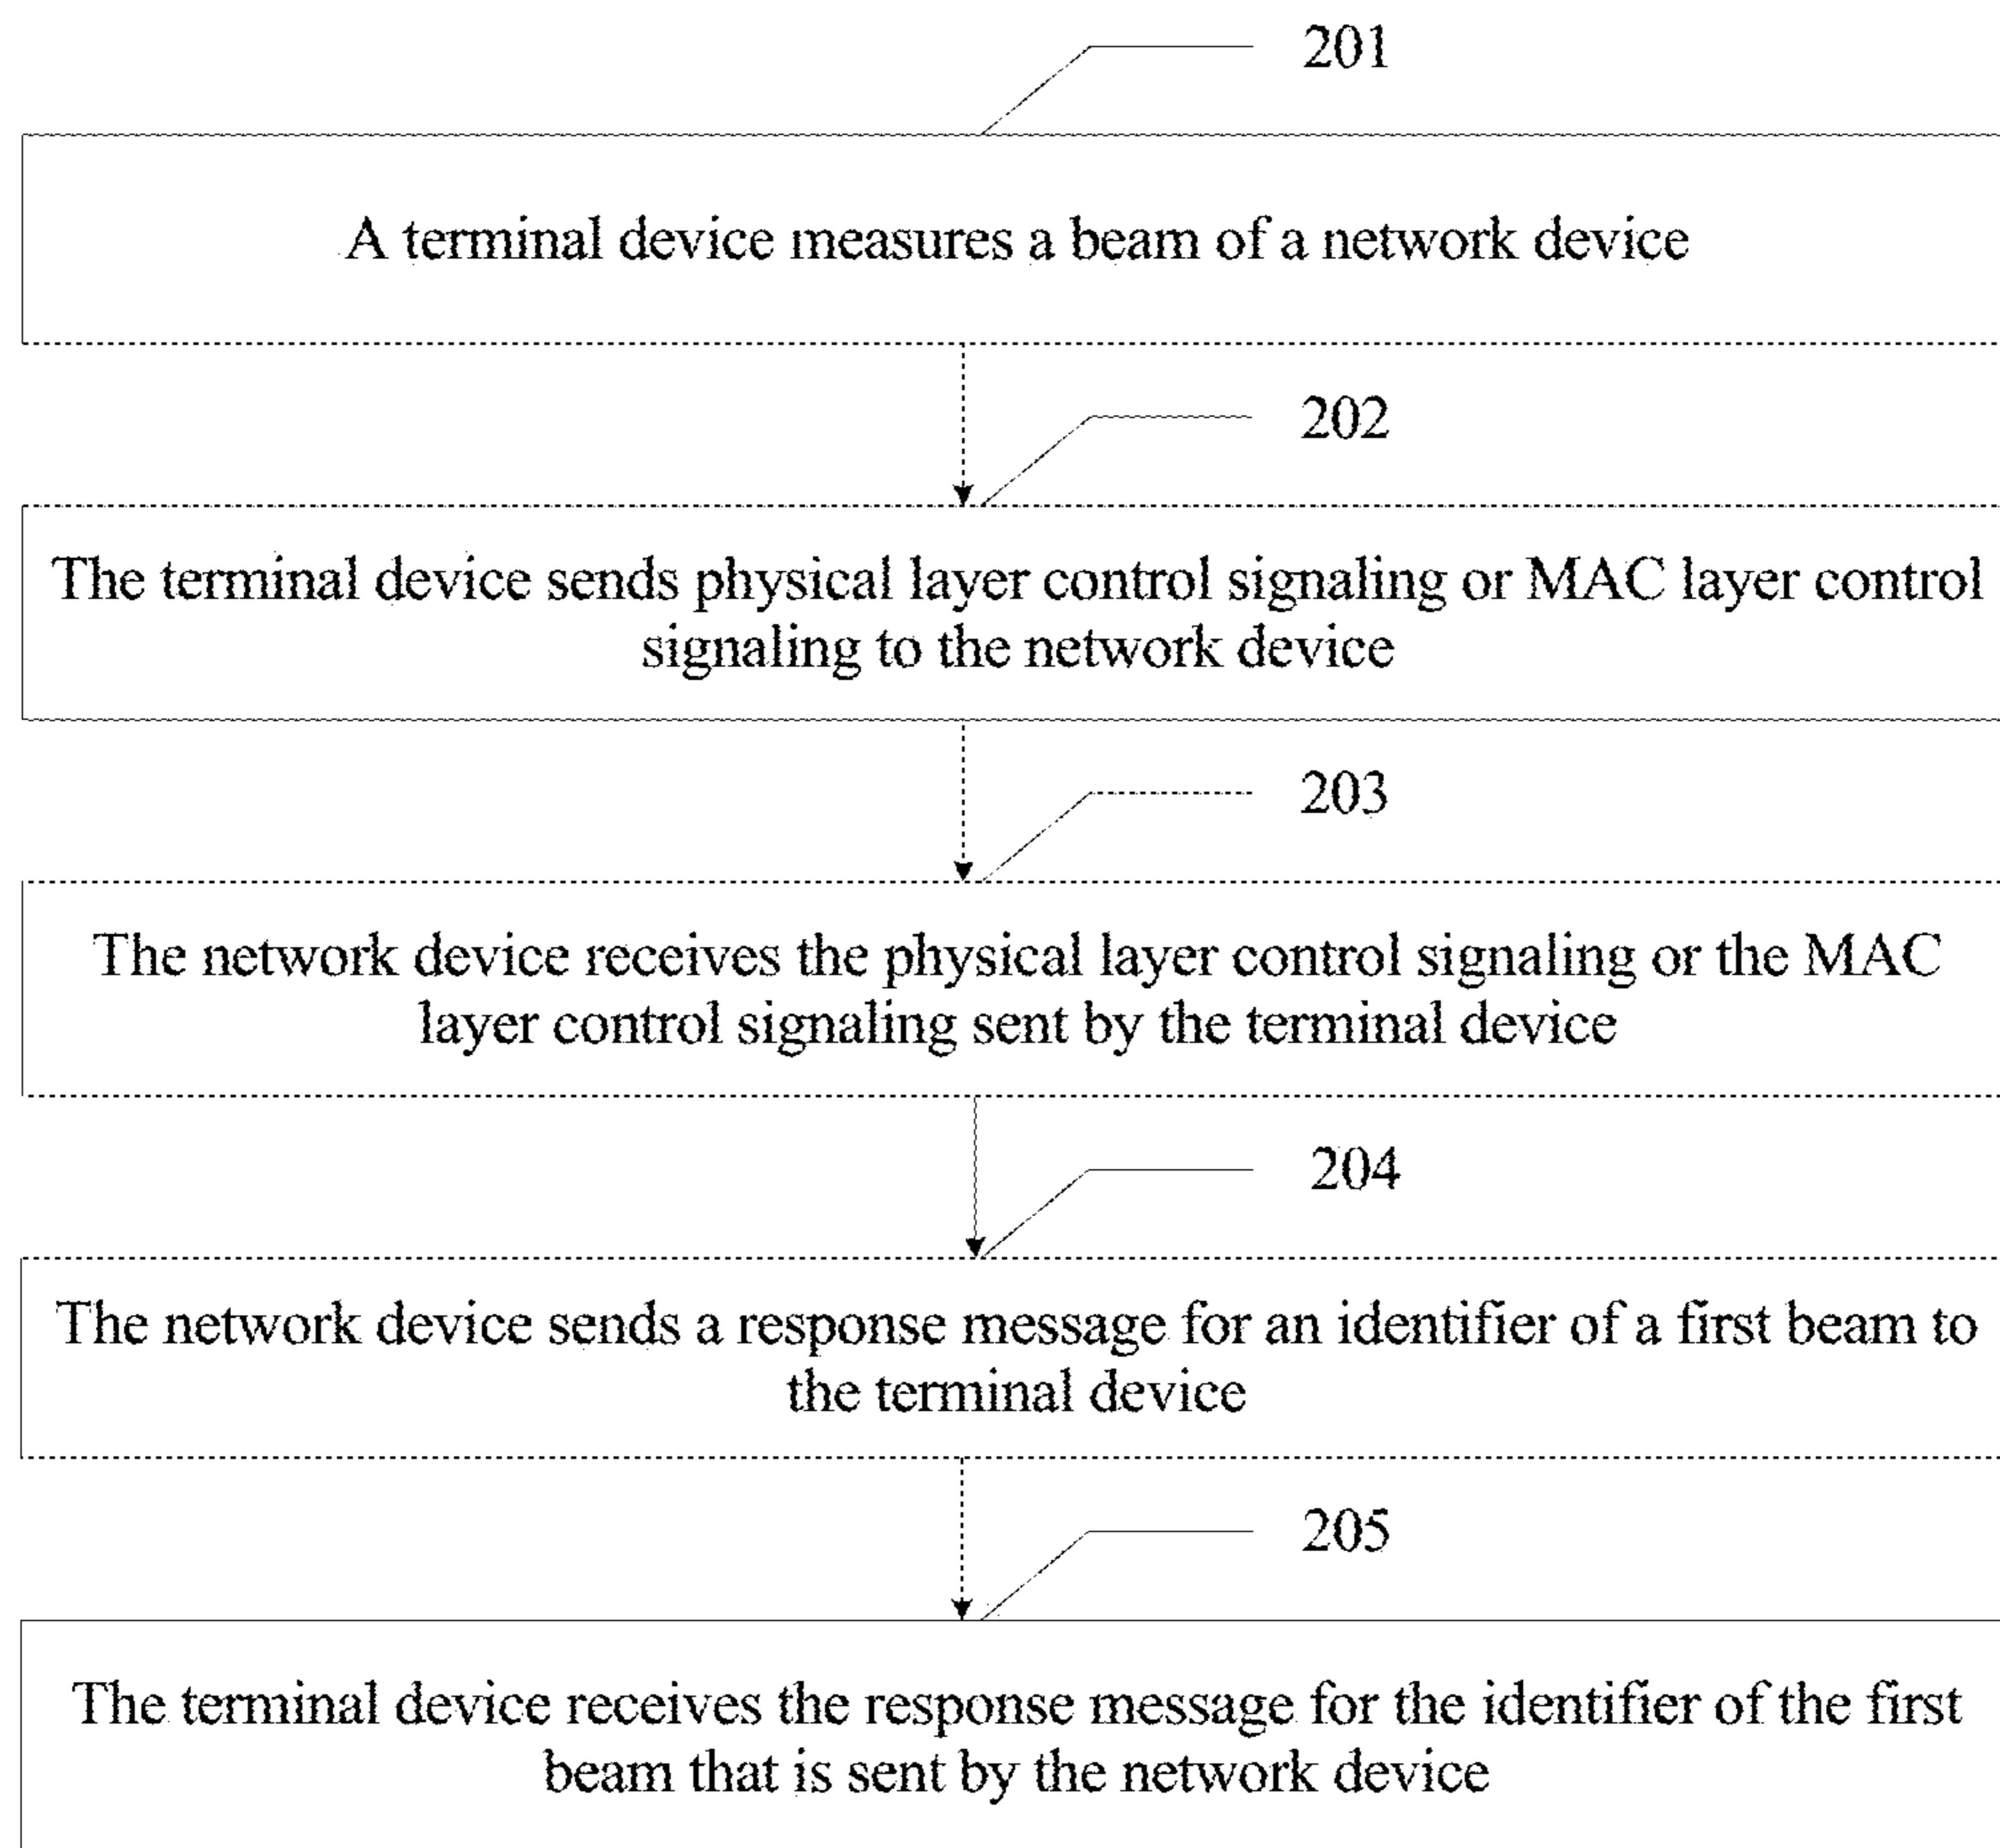 201
A terminal device measures a beam of a network device
202
The terminal device sends physical layer control signaling or MAC layer control
signaling to the network device
203
The network device receives the physical layer control signaling or the MAC
layer control signaling sent by the terminal device
204
The network device sends a response message for an identifier of a first beam to
the terminal device
205
The terminal device receives the response message for the identifier of the first
beam that is sent by the network device